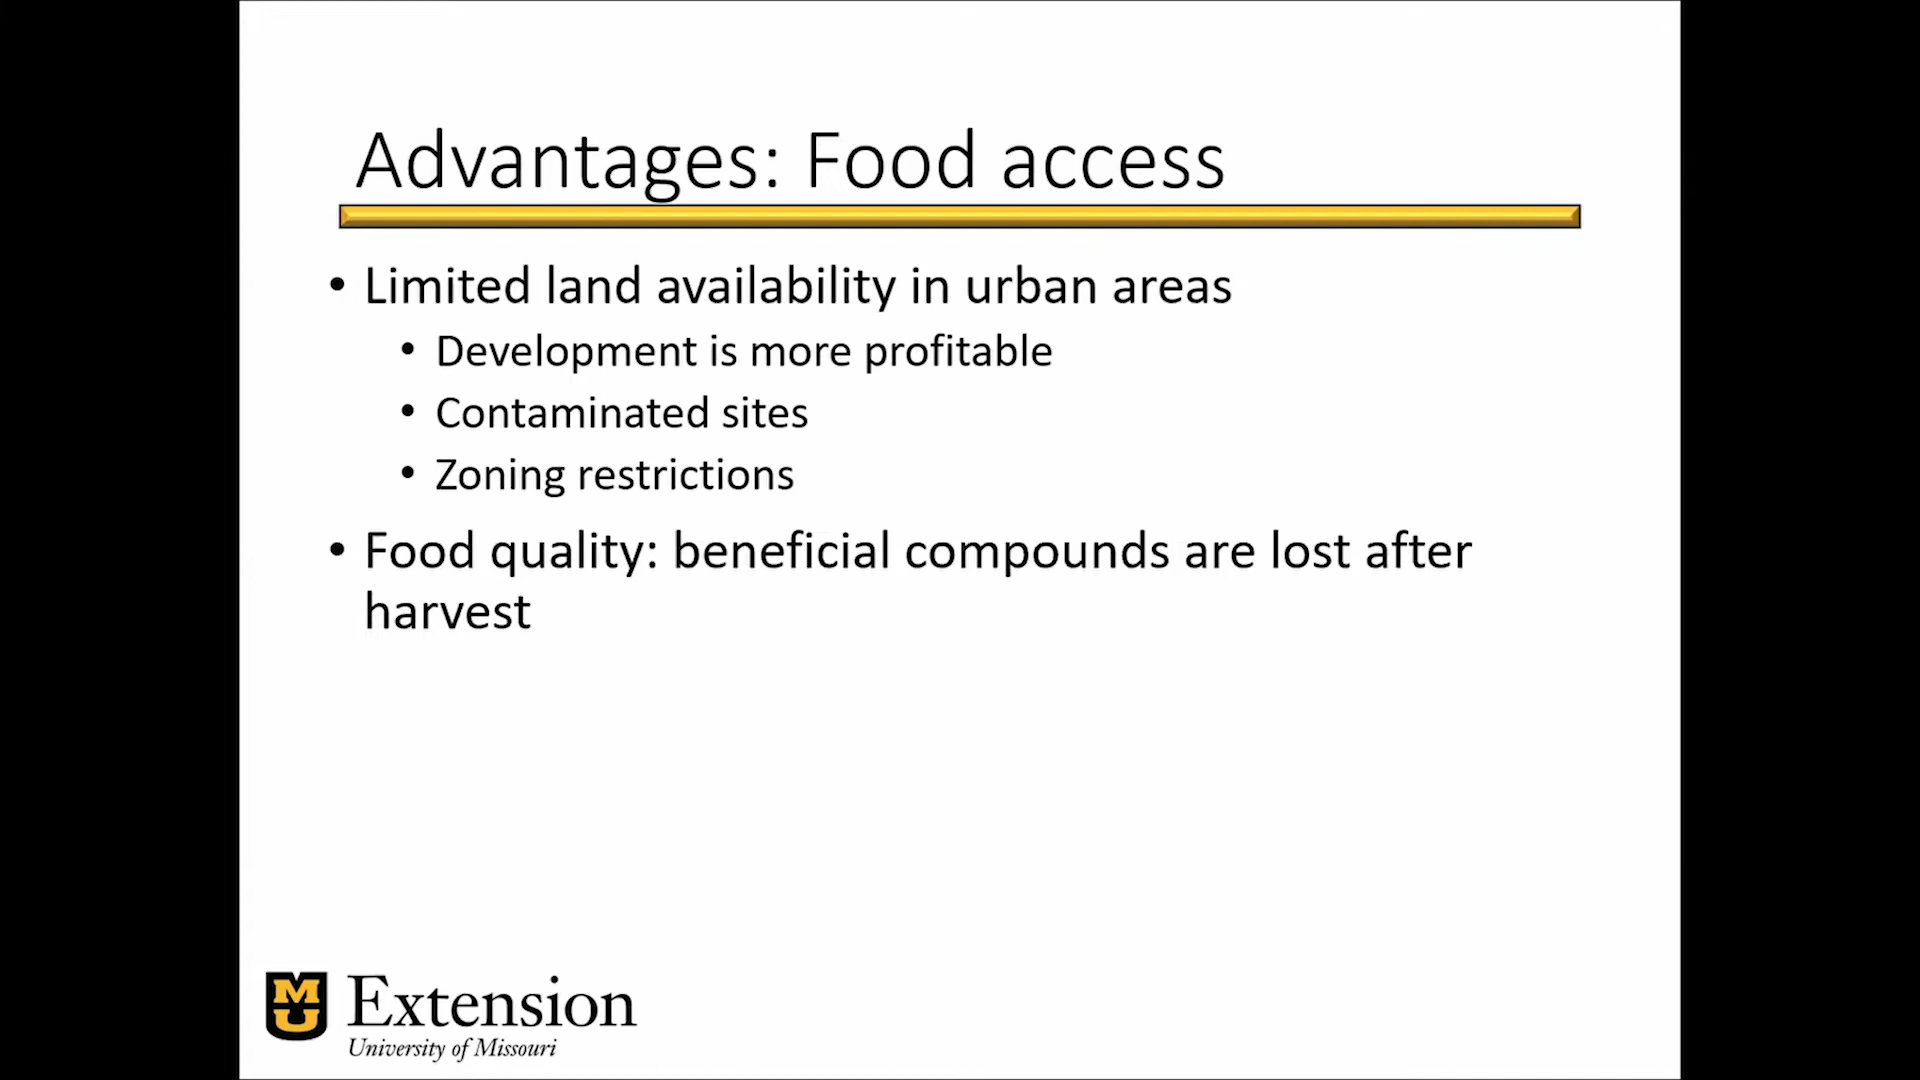 Advantages: Food access
• Limited land availability in urban areas
• Development is more profitable
• Contaminated sites
• Zoning restrictions
• Food quality: beneficial compounds are lost after
harvest
MU
Extension
University of Missouri